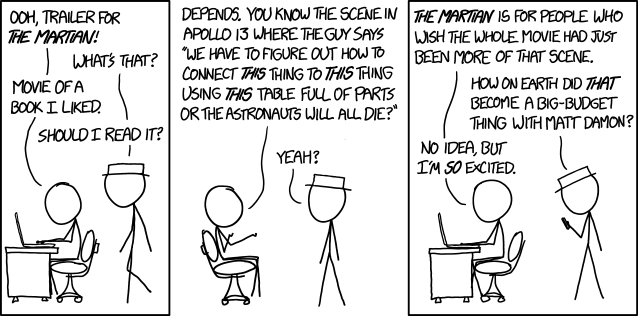 OOH, TRAILER FOR
THE MARTIAN!
WHAT'S THAT?
MOVIE OF A
BOOK I LIKED.
SHOULD I READ IT?
DEPENDS. YOU KNOW THE SCENE IN
APOLLO 13 WHERE THE GUY SAYS
"WE HAVE TO FIGURE OUT HOW TO
CONNECT THIS THING TO THIS THING
USING THIS TABLE FULL OF PARTS
OR THE ASTRONAUTS WILL ALL DIE?"
YEAH?
THE MARTIAN IS FOR PEOPLE WHO
WISH THE WHOLE MOVIE HAD JUST
BEEN MORE OF THAT SCENE.
HOW ON EARTH DID THAT
BECOME A BIG-BUDGET
THING WITH MATT DAMON?
NO IDEA, BUT
I'M SO EXCITED.